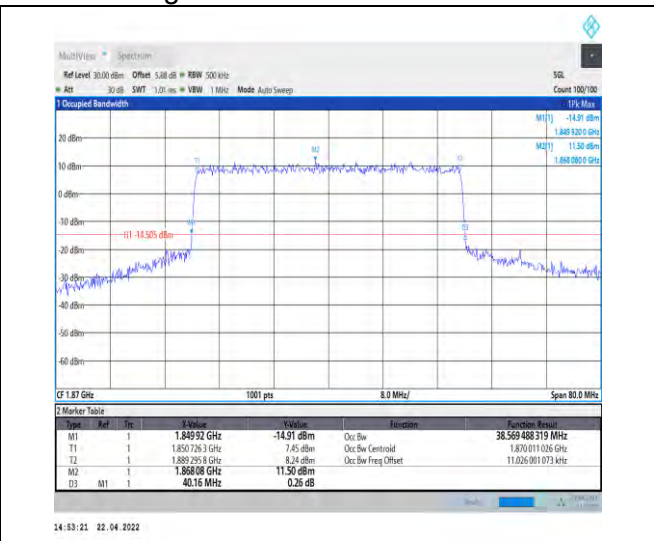 MultiView Spectrum
Ref Level 30.00 dBm Offset 5.88 dB RBW 500 kHz SGL
Att 30 dB SWT 1.01 ms VBW 1 MHz Mode Auto Sweep Count 100/100
1 Occupied Bandwidth 1Pk Max
M1[1] -14.91 dBm
1.849 920 0 GHz
M2[1] 11.50 dBm
1.868 080 0 GHz
20 dBm
M2
T1
10 dBm
0 dBm
-10 dBm
M1
D3
H1 -14.505 dBm
-20 dBm
-30 dBm
-40 dBm
-50 dBm
-60 dBm
CF 1.87 GHz 1001 pts 8.0 MHz/ Span 80.0 MHz
2 Marker Table
Type Ref Trc X-Value Y-Value Function Function Result
M1 1 1.849 92 GHz -14.91 dBm Occ Bw 38.569 488 319 MHz
T1 1 1.850 726 3 GHz 7.45 dBm Occ Bw Centroid 1.870 011 026 GHz
T2 1 1.889 295 8 GHz 8.24 dBm Occ Bw Freq Offset 11.026 001 073 kHz
M2 1 1.868 08 GHz 11.50 dBm
D3 M1 1 40.16 MHz 0.26 dB
14:53:21 22.04.2022